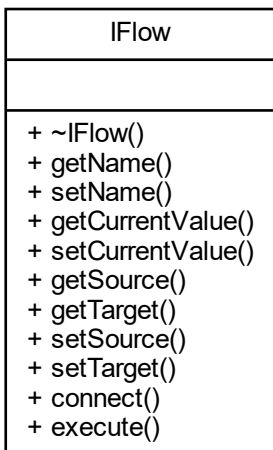 IFlow
+ ~IFlow()
+ getName()
+ setName()
+ getCurrentValue()
+ setCurrentValue()
+ getSource()
+ getTarget()
+ setSource()
+ setTarget()
+ connect()
+ execute()